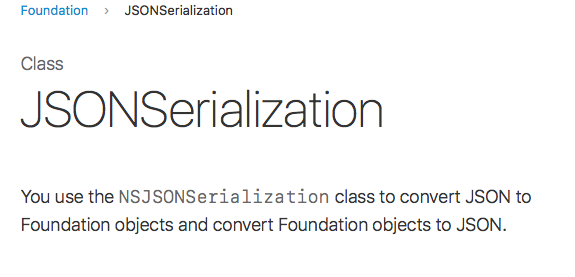 Foundation > JSONSerialization
Class
JSONSerialization
You use the NSJSONSerialization class to convert JSON to
Foundation objects and convert Foundation objects to JSON.